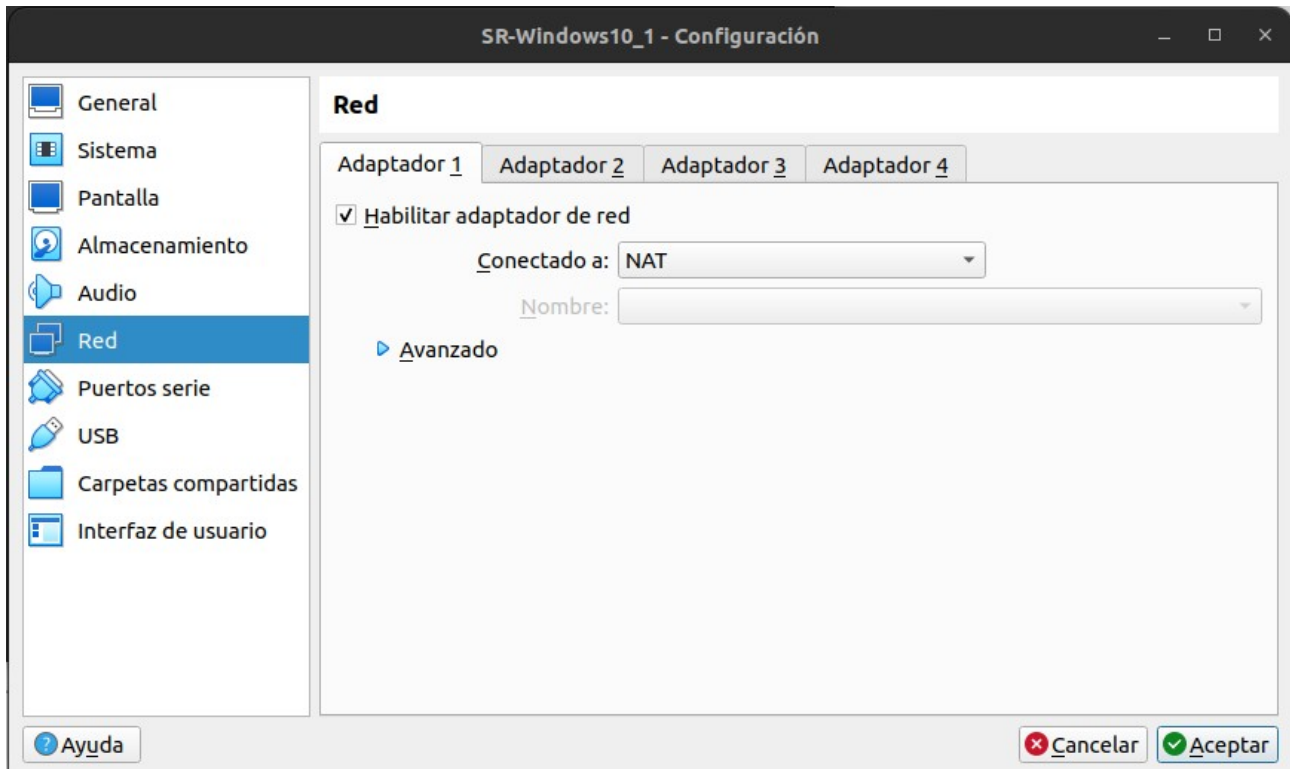 SR-Windows10_1 - Configuración
General
Sistema
Pantalla
Almacenamiento
Audio
Red
Puertos serie
USB
Carpetas compartidas
Interfaz de usuario
Red
Adaptador 1 Adaptador 2 Adaptador 3 Adaptador 4
Habilitar adaptador de red
Conectado a: NAT
Nombre:
Avanzado
Ayuda Cancelar Aceptar